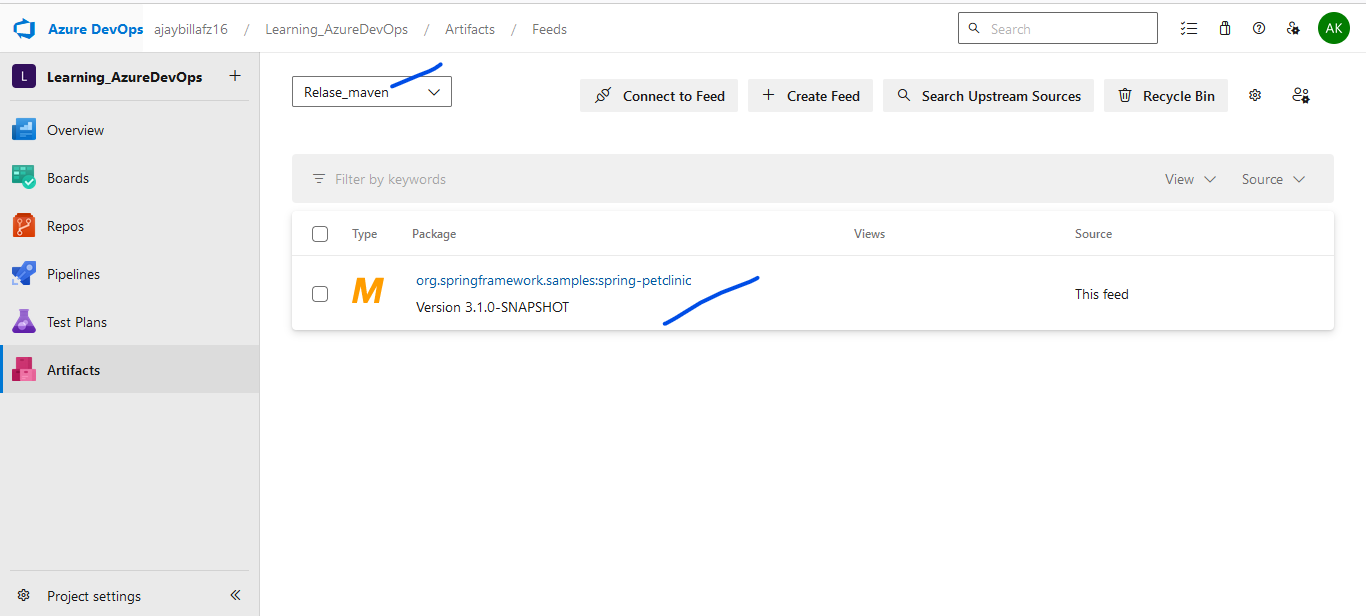 Azure DevOps ajaybillafz16 / Learning_AzureDevOps / Artifacts / Feeds Search AK
L Learning_AzureDevOps +
Relase_maven Connect to Feed + Create Feed Search Upstream Sources Recycle Bin
Overview
Boards
Repos
Pipelines
Test Plans
Artifacts
Filter by keywords View Source
Type Package Views Source
M org.springframework.samples:spring-petclinic
Version 3.1.0-SNAPSHOT This feed
Project settings